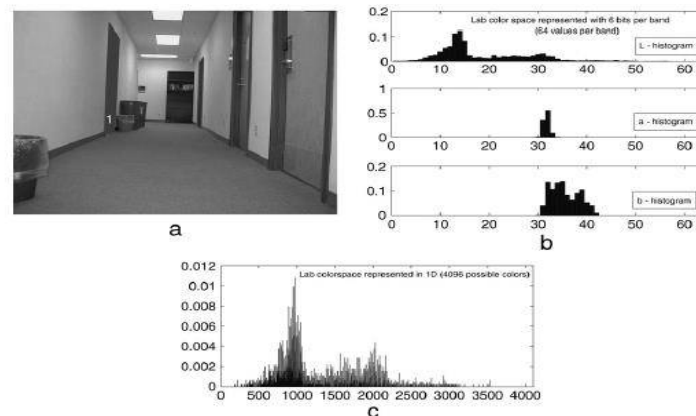 1
a
Lab color space represented with 6 bits per band
(64 values per band)
0.2
0.1
0
L - histogram
0 10 20 30 40 50 60
1
0.5
0
a - histogram
0 10 20 30 40 50 60
0.2
0.1
0
b - histogram
0 10 20 30 40 50 60
b
Lab colorspace represented in 1D (4096 possible colors)
0.012
0.01
0.008
0.006
0.004
0.002
0
0 500 1000 1500 2000 2500 3000 3500 4000
c